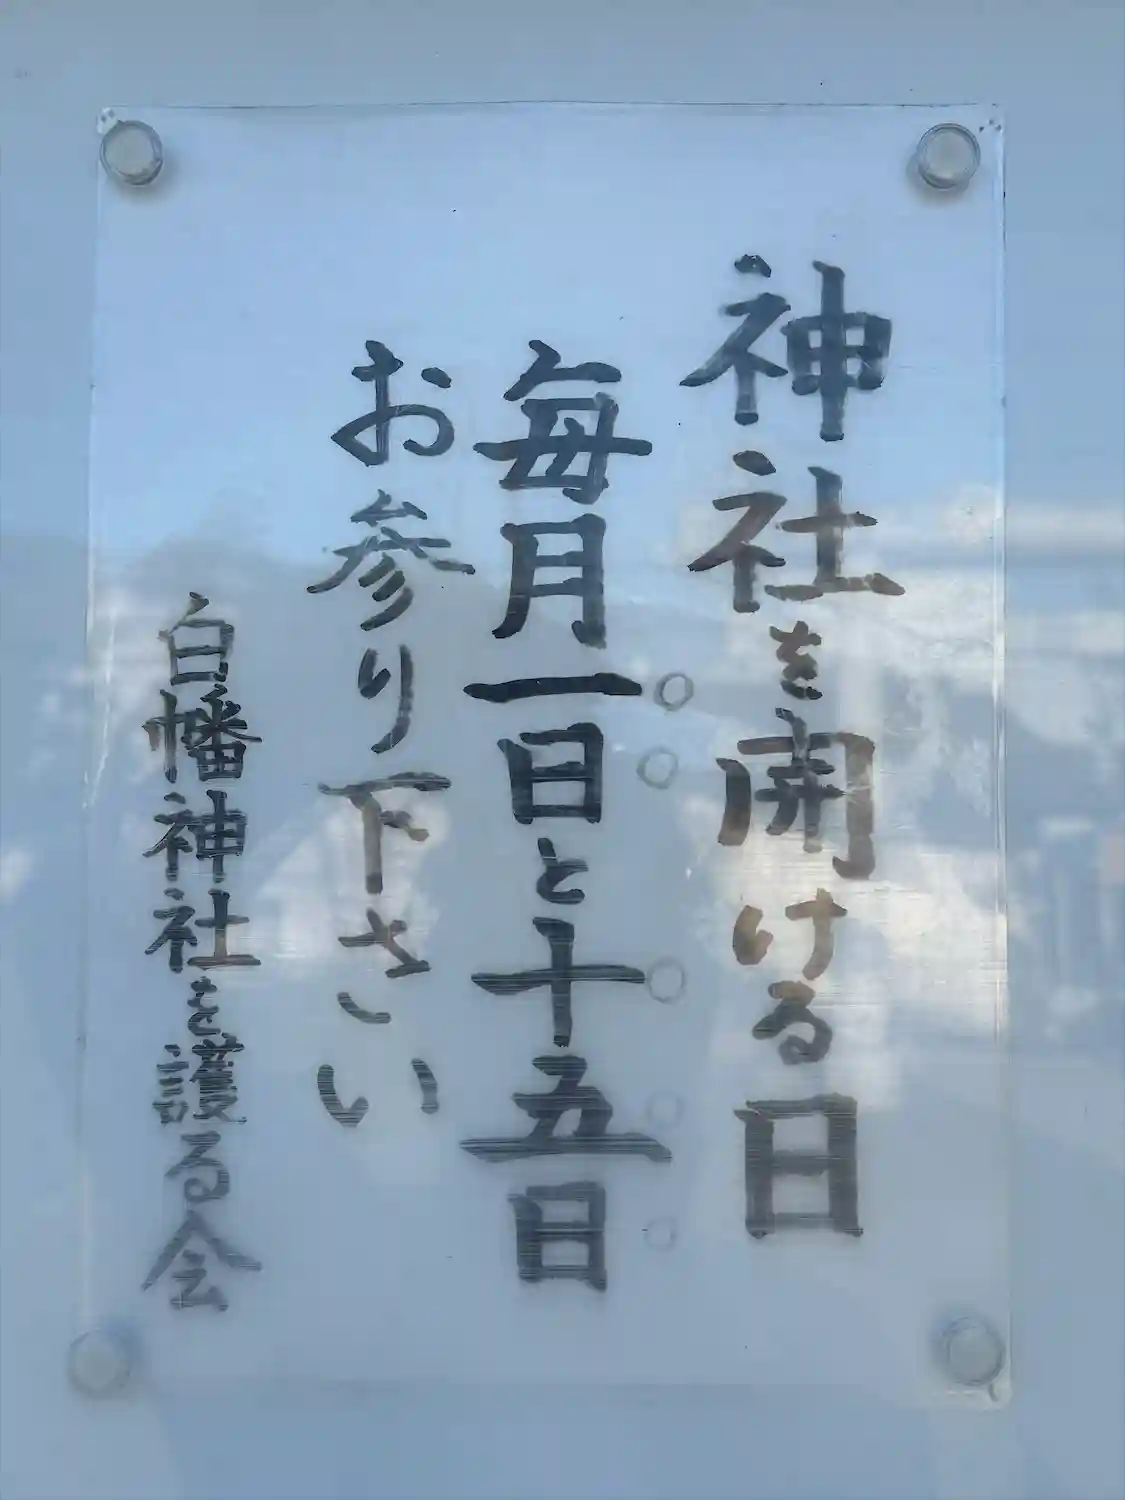 神社を開ける日
毎月一日と十五日
お参り下さい
白幡神社を護る会